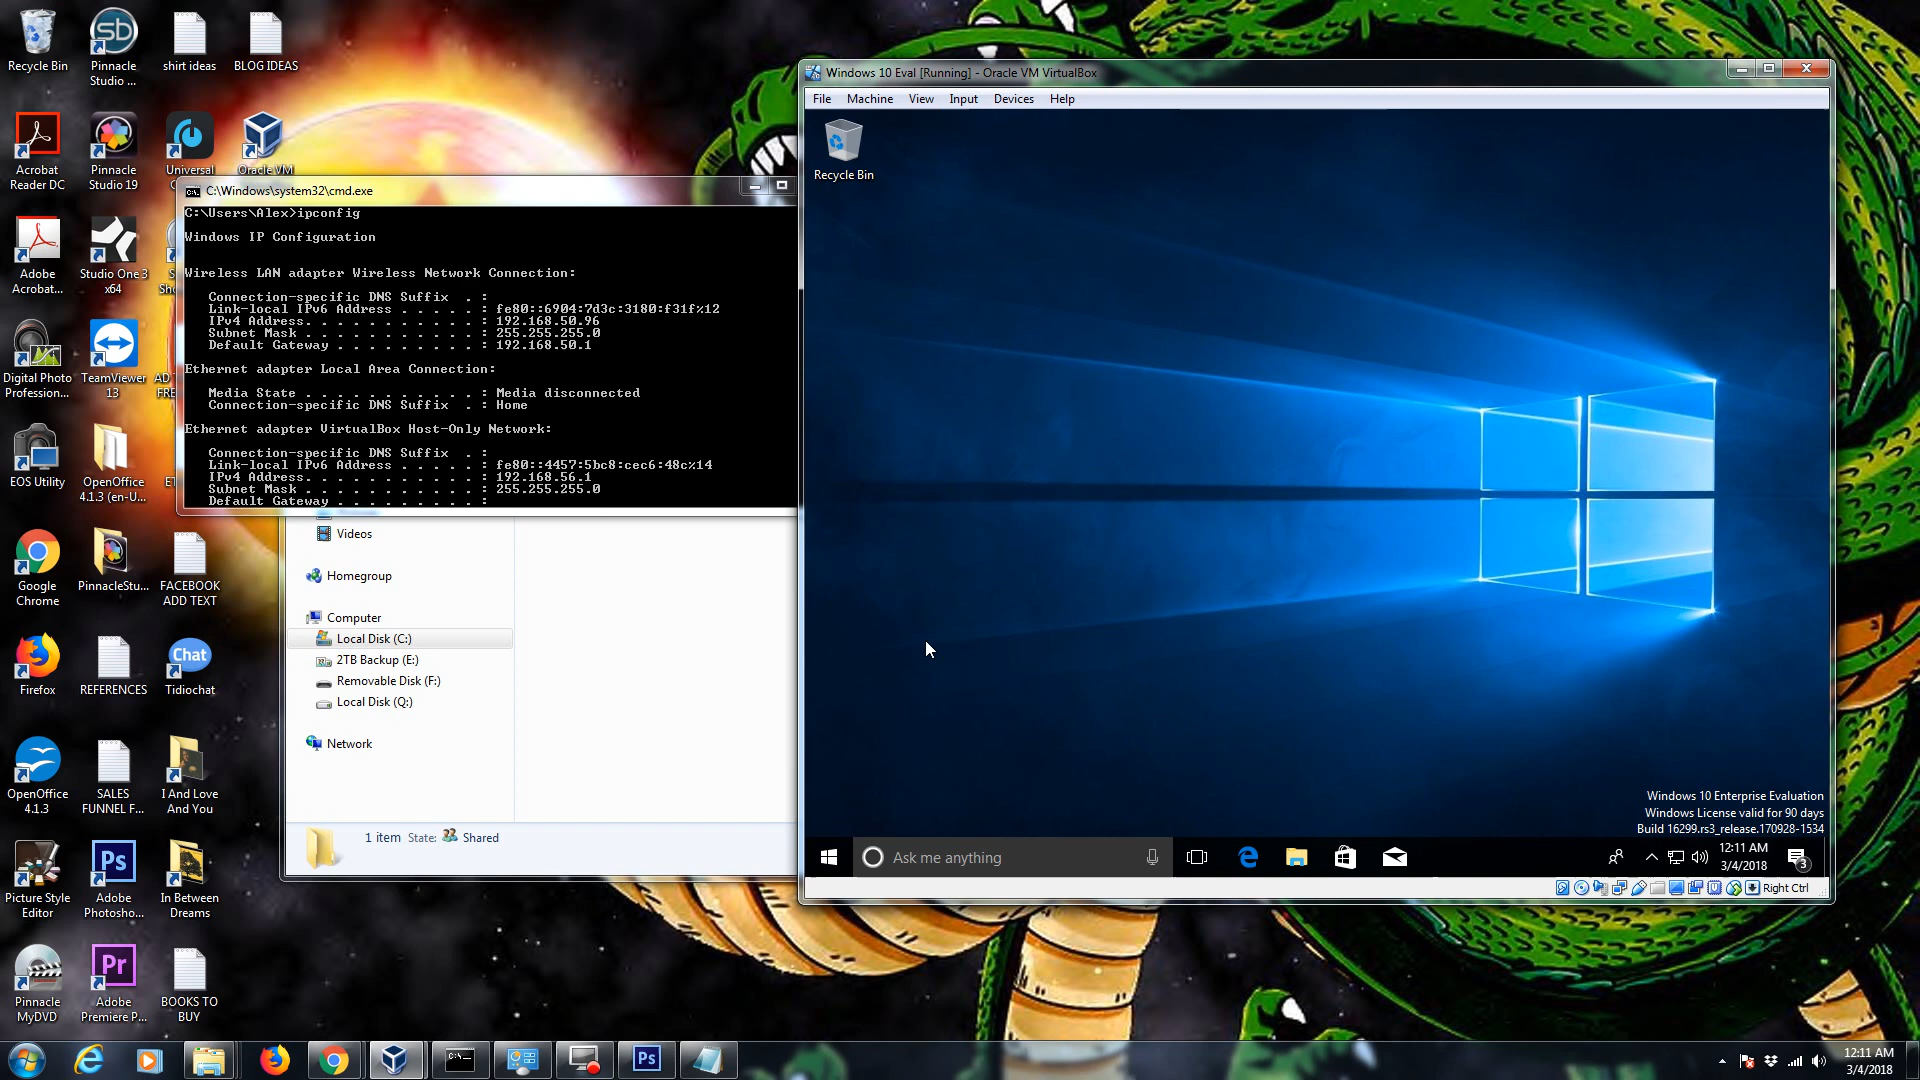 Recycle Bin
Pinnacle
Studio ...
shirt ideas
BLOG IDEAS
Acrobat
Reader DC
Pinnacle
Studio 19
Universal
Oracle VM
Adobe
Acrobat...
Studio One 3
x64
Digital Photo
Profession...
TeamViewer
13
EOS Utility
OpenOffice
4.1.3 (en-U...
Google
Chrome
PinnacleStu...
FACEBOOK
ADD TEXT
Firefox
REFERENCES
Chat
Tidiochat
OpenOffice
4.1.3
SALES
FUNNEL F...
I And Love
And You
Picture Style
Editor
Ps
Adobe
Photosho...
In Between
Dreams
Pinnacle
MyDVD
Pr
Adobe
Premiere P...
BOOKS TO
BUY
C:\Windows\system32\cmd.exe
C:\Users\Alex>ipconfig
Windows IP Configuration
Wireless LAN adapter Wireless Network Connection:
Connection-specific DNS Suffix  . :
Link-local IPv6 Address . . . . . : fe80::6904:7d3c:3180:f31f%12
IPv4 Address. . . . . . . . . . . : 192.168.50.96
Subnet Mask . . . . . . . . . . . : 255.255.255.0
Default Gateway . . . . . . . . . : 192.168.50.1
Ethernet adapter Local Area Connection:
Media State . . . . . . . . . . . : Media disconnected
Connection-specific DNS Suffix  . : Home
Ethernet adapter VirtualBox Host-Only Network:
Connection-specific DNS Suffix  . :
Link-local IPv6 Address . . . . . : fe80::4457:5bc8:cec6:48c%14
IPv4 Address. . . . . . . . . . . : 192.168.56.1
Subnet Mask . . . . . . . . . . . : 255.255.255.0
Default Gateway . . . . . . . . . :
Videos
Homegroup
Computer
Local Disk (C:)
2TB Backup (E:)
Removable Disk (F:)
Local Disk (Q:)
Network
1 item State: Shared
Windows 10 Eval [Running] - Oracle VM VirtualBox
File Machine View Input Devices Help
Recycle Bin
Windows 10 Enterprise Evaluation
Windows License valid for 90 days
Build 16299.rs3_release.170928-1534
Ask me anything
12:11 AM
3/4/2018
3
Right Ctrl
Ps
12:11 AM
3/4/2018